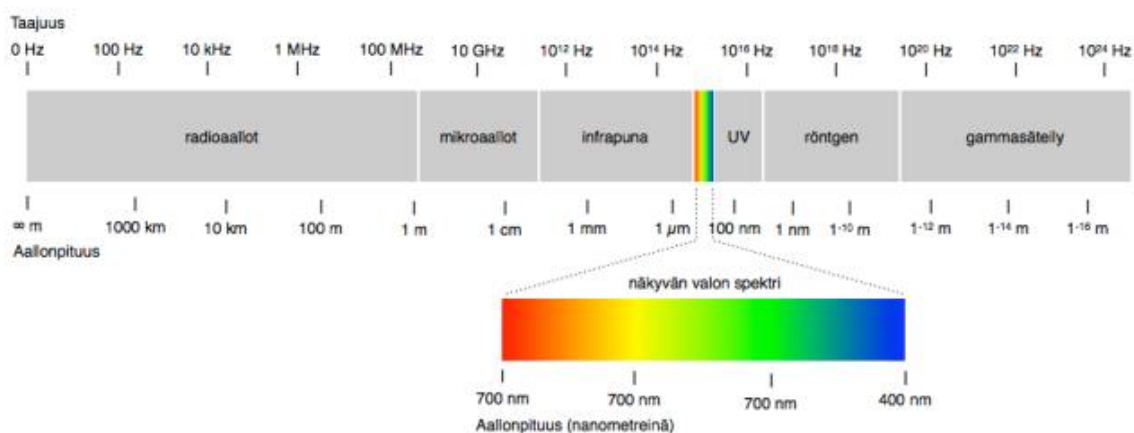 Taajuus
0 Hz 100 Hz 10 kHz 1 MHz 100 MHz 10 GHz 10¹² Hz 10¹⁴ Hz 10¹⁶ Hz 10¹⁸ Hz 10²⁰ Hz 10²² Hz 10²⁴ Hz
radioaallot mikroaallot infrapuna UV röntgen gammasäteily
∞ m 1000 km 10 km 100 m 1 m 1 cm 1 mm 1 µm 100 nm 1 nm 1⁻¹⁰ m 1⁻¹² m 1⁻¹⁴ m 1⁻¹⁶ m
Aallonpituus
näkyvän valon spektri
700 nm 700 nm 700 nm 400 nm
Aallonpituus (nanometreinä)